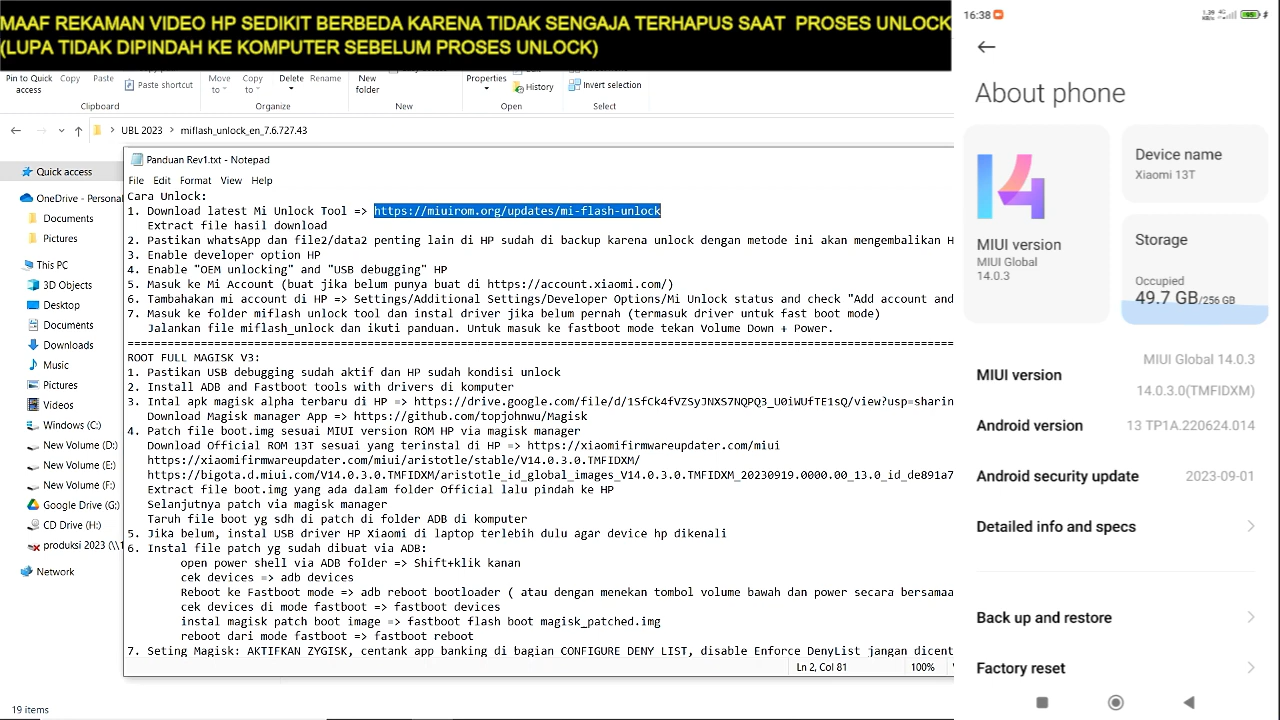 MAAF REKAMAN VIDEO HP SEDIKIT BERBEDA KARENA TIDAK SENGAJA TERHAPUS SAAT PROSES UNLOCK
(LUPA TIDAK DIPINDAH KE KOMPUTER SEBELUM PROSES UNLOCK)
Pin to Quick access
Copy
Paste
Paste shortcut
Move to
Copy to
Delete
Rename
New folder
Properties
History
Invert selection
Clipboard
Organize
New
Open
Select
UBL 2023 > miflash_unlock_en_7.6.727.43
Quick access
OneDrive - Personal
Documents
Pictures
This PC
3D Objects
Desktop
Documents
Downloads
Music
Pictures
Videos
Windows (C:)
New Volume (D:)
New Volume (E:)
New Volume (F:)
Google Drive (G:)
CD Drive (H:)
produksi 2023 (\\1
Network
19 items
Panduan Rev1.txt - Notepad
File Edit Format View Help
Cara Unlock:
1. Download latest Mi Unlock Tool => https://miuirom.org/updates/mi-flash-unlock
Extract file hasil download
2. Pastikan whatsApp dan file2/data2 penting lain di HP sudah di backup karena unlock dengan metode ini akan mengembalikan H
3. Enable developer option HP
4. Enable "OEM unlocking" and "USB debugging" HP
5. Masuk ke Mi Account (buat jika belum punya buat di https://account.xiaomi.com/)
6. Tambahakan mi account di HP => Settings/Additional Settings/Developer Options/Mi Unlock status and check "Add account and
7. Masuk ke folder miflash unlock tool dan instal driver jika belum pernah (termasuk driver untuk fast boot mode)
Jalankan file miflash_unlock dan ikuti panduan. Untuk masuk ke fastboot mode tekan Volume Down + Power.
====================================================================================================
ROOT FULL MAGISK V3:
1. Pastikan USB debugging sudah aktif dan HP sudah kondisi unlock
2. Install ADB and Fastboot tools with drivers di komputer
3. Intal apk magisk alpha terbaru di HP => https://drive.google.com/file/d/1SfCk4fVZSyJNXS7NQPQ3_U0iWUfTE1sQ/view?usp=sharin
Download Magisk manager App => https://github.com/topjohnwu/Magisk
4. Patch file boot.img sesuai MIUI version ROM HP via magisk manager
Download Official ROM 13T sesuai yang terinstal di HP => https://xiaomifirmwareupdater.com/miui
https://xiaomifirmwareupdater.com/miui/aristotle/stable/V14.0.3.0.TMFIDXM/
https://bigota.d.miui.com/V14.0.3.0.TMFIDXM/aristotle_id_global_images_V14.0.3.0.TMFIDXM_20230919.0000.00_13.0_id_de891a7
Extract file boot.img yang ada dalam folder Official lalu pindah ke HP
Selanjutnya patch via magisk manager
Taruh file boot yg sdh di patch di folder ADB di komputer
5. Jika belum, instal USB driver HP Xiaomi di laptop terlebih dulu agar device hp dikenali
6. Instal file patch yg sudah dibuat via ADB:
open power shell via ADB folder => Shift+klik kanan
cek devices => adb devices
Reboot ke Fastboot mode => adb reboot bootloader ( atau dengan menekan tombol volume bawah dan power secara bersamaa
cek devices di mode fastboot => fastboot devices
instal magisk patch boot image => fastboot flash boot magisk_patched.img
reboot dari mode fastboot => fastboot reboot
7. Seting Magisk: AKTIFKAN ZYGISK, centank app banking di bagian CONFIGURE DENY LIST, disable Enforce DenyList jangan dicent
Ln 2, Col 81
100%
16:38
1.39 KB/s
4G
95
About phone
MIUI version
MIUI Global
14.0.3
Device name
Xiaomi 13T
Storage
Occupied
49.7 GB/256 GB
MIUI version
MIUI Global 14.0.3
14.0.3.0(TMFIDXM)
Android version
13 TP1A.220624.014
Android security update
2023-09-01
Detailed info and specs
Back up and restore
Factory reset